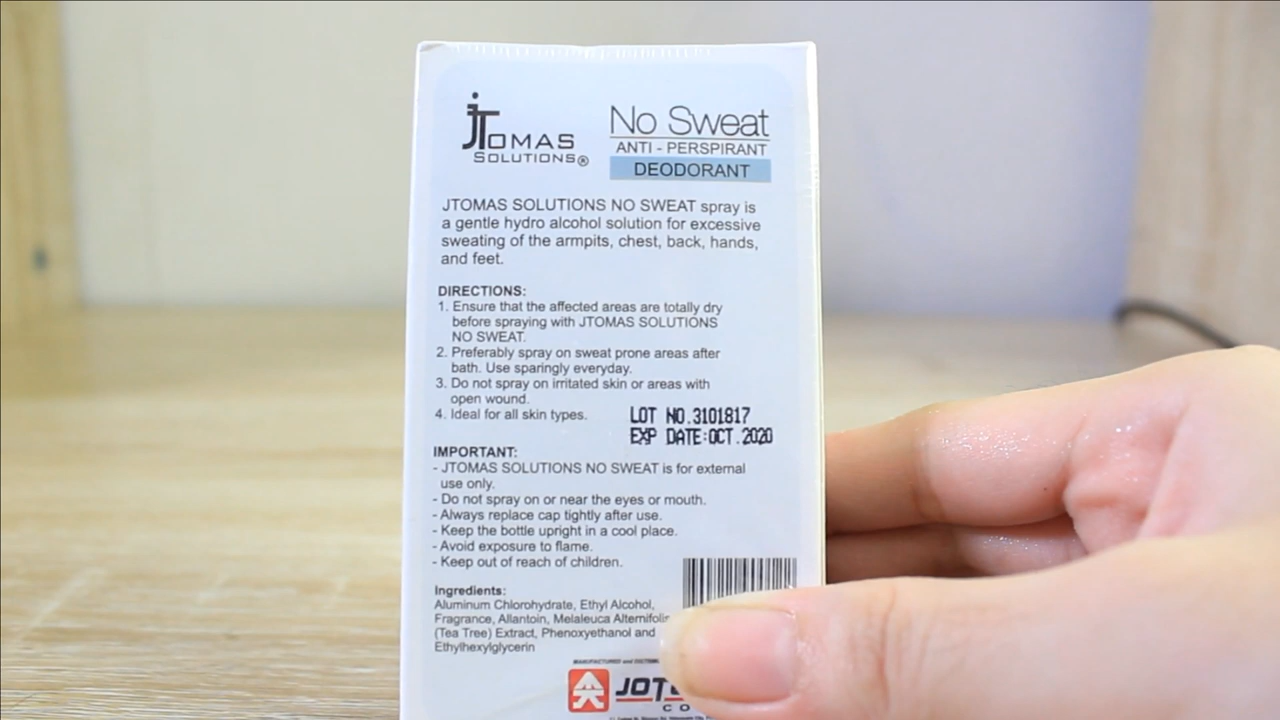 JTOMAS
SOLUTIONS®
No Sweat
ANTI - PERSPIRANT
DEODORANT
JTOMAS SOLUTIONS NO SWEAT spray is
a gentle hydro alcohol solution for excessive
sweating of the armpits, chest, back, hands,
and feet.
DIRECTIONS:
1. Ensure that the affected areas are totally dry
before spraying with JTOMAS SOLUTIONS
NO SWEAT.
2. Preferably spray on sweat prone areas after
bath. Use sparingly everyday.
3. Do not spray on irritated skin or areas with
open wound.
4. Ideal for all skin types.
LOT NO.3101817
EXP DATE:OCT.2020
IMPORTANT:
- JTOMAS SOLUTIONS NO SWEAT is for external
use only.
- Do not spray on or near the eyes or mouth.
- Always replace cap tightly after use.
- Keep the bottle upright in a cool place.
- Avoid exposure to flame.
- Keep out of reach of children.
Ingredients:
Aluminum Chlorohydrate, Ethyl Alcohol,
Fragrance, Allantoin, Melaleuca
(Tea Tree) Extract, Phenoxyethanol and
Ethylhexylglycerin
MANUFACTURED and